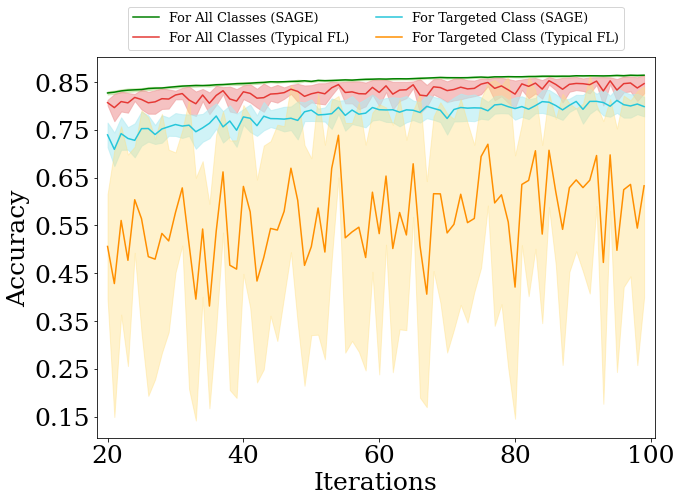 For All Classes (SAGE) For Targeted Class (SAGE)
For All Classes (Typical FL) For Targeted Class (Typical FL)
0.85
0.75
0.65
0.55
0.45
0.35
0.25
0.15
Accuracy
20 40 60 80 100
Iterations